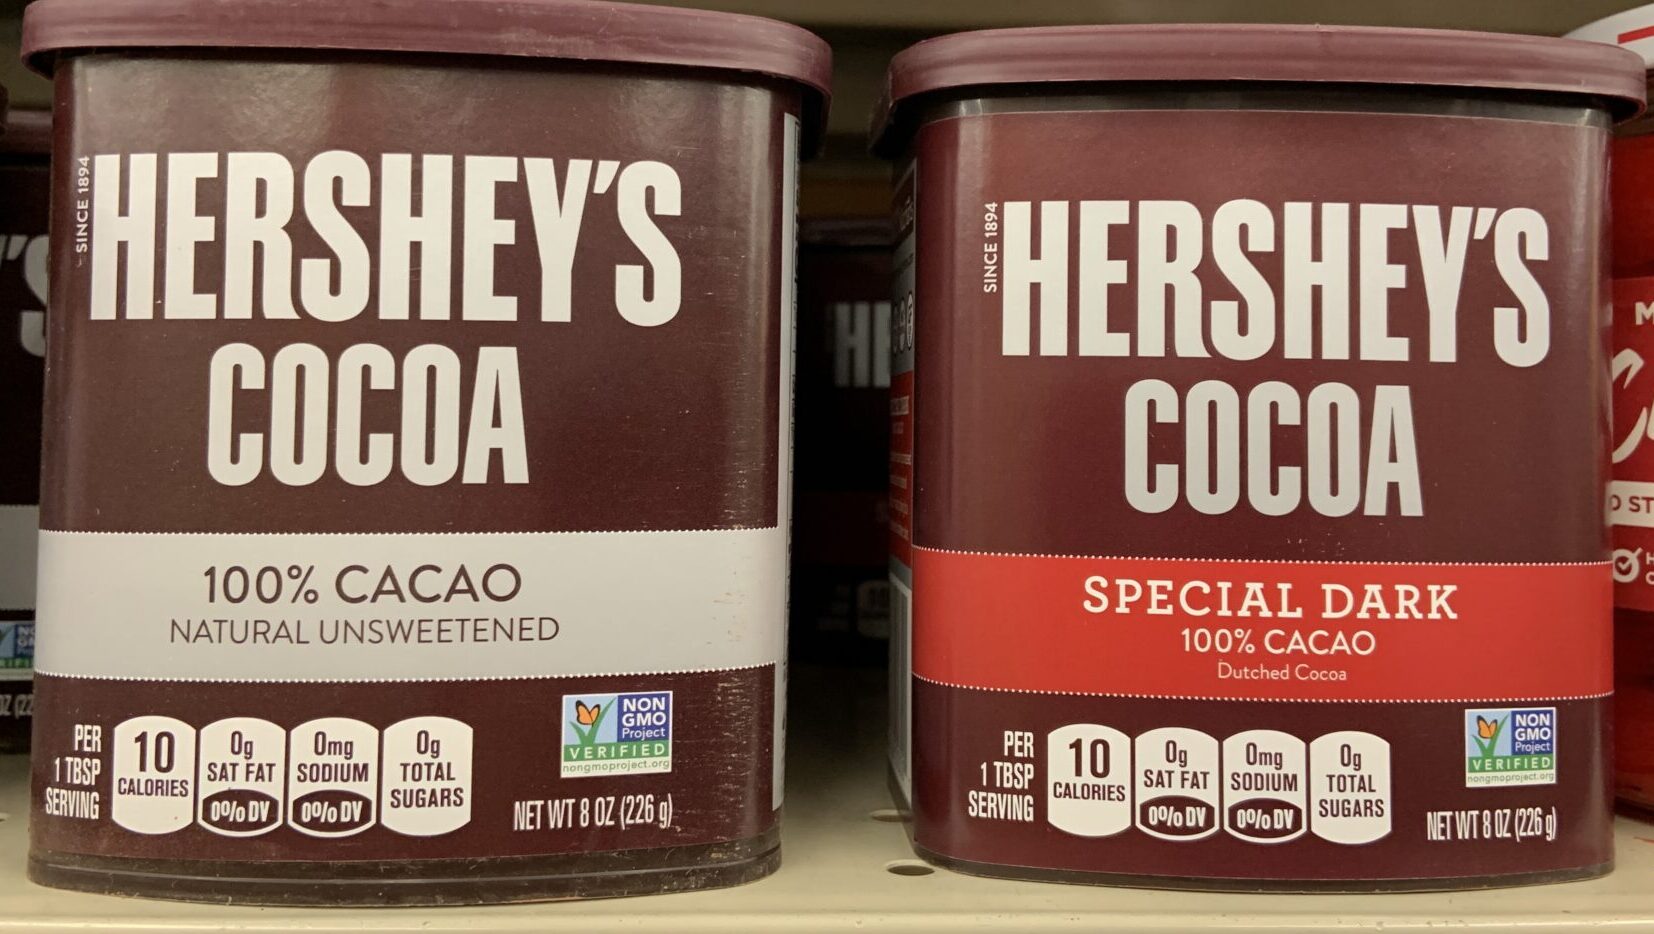 SINCE 1894
HERSHEY'S
COCOA
100% CACAO
NATURAL UNSWEETENED
PER
1 TBSP
SERVING
10
CALORIES
0g
SAT FAT
0% DV
0mg
SODIUM
0% DV
0g
TOTAL
SUGARS
NON
GMO
Project
VERIFIED
nongmoproject.org
NET WT 8 OZ (226 g)
SINCE 1894
HERSHEY'S
COCOA
SPECIAL DARK
100% CACAO
Dutched Cocoa
PER
1 TBSP
SERVING
10
CALORIES
0g
SAT FAT
0% DV
0mg
SODIUM
0% DV
0g
TOTAL
SUGARS
NON
GMO
Project
VERIFIED
nongmoproject.org
NET WT 8 OZ (226 g)